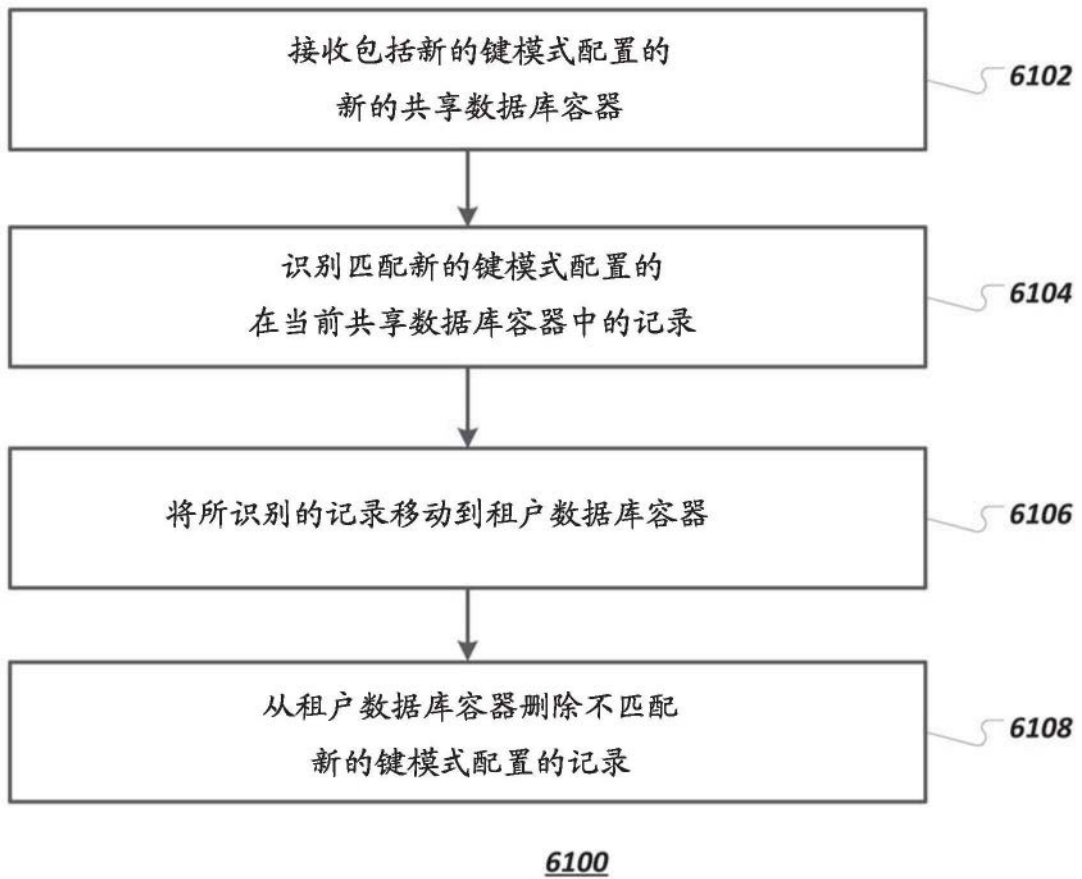 接收包括新的键模式配置的
新的共享数据库容器
6102
识别匹配新的键模式配置的
在当前共享数据库容器中的记录
6104
将所识别的记录移动到租户数据库容器
6106
从租户数据库容器删除不匹配
新的键模式配置的记录
6108
6100